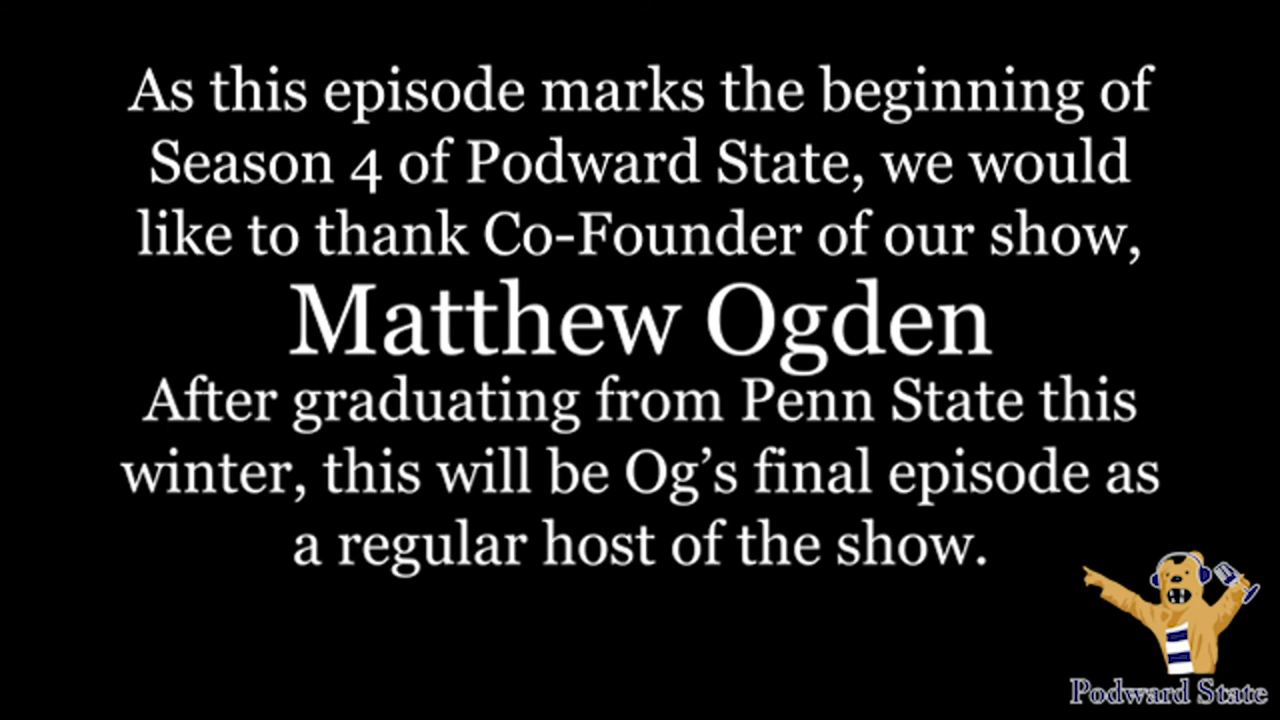 As this episode marks the beginning of
Season 4 of Podward State, we would
like to thank Co-Founder of our show,
Matthew Ogden
After graduating from Penn State this
winter, this will be Og’s final episode as
a regular host of the show.
Podward State